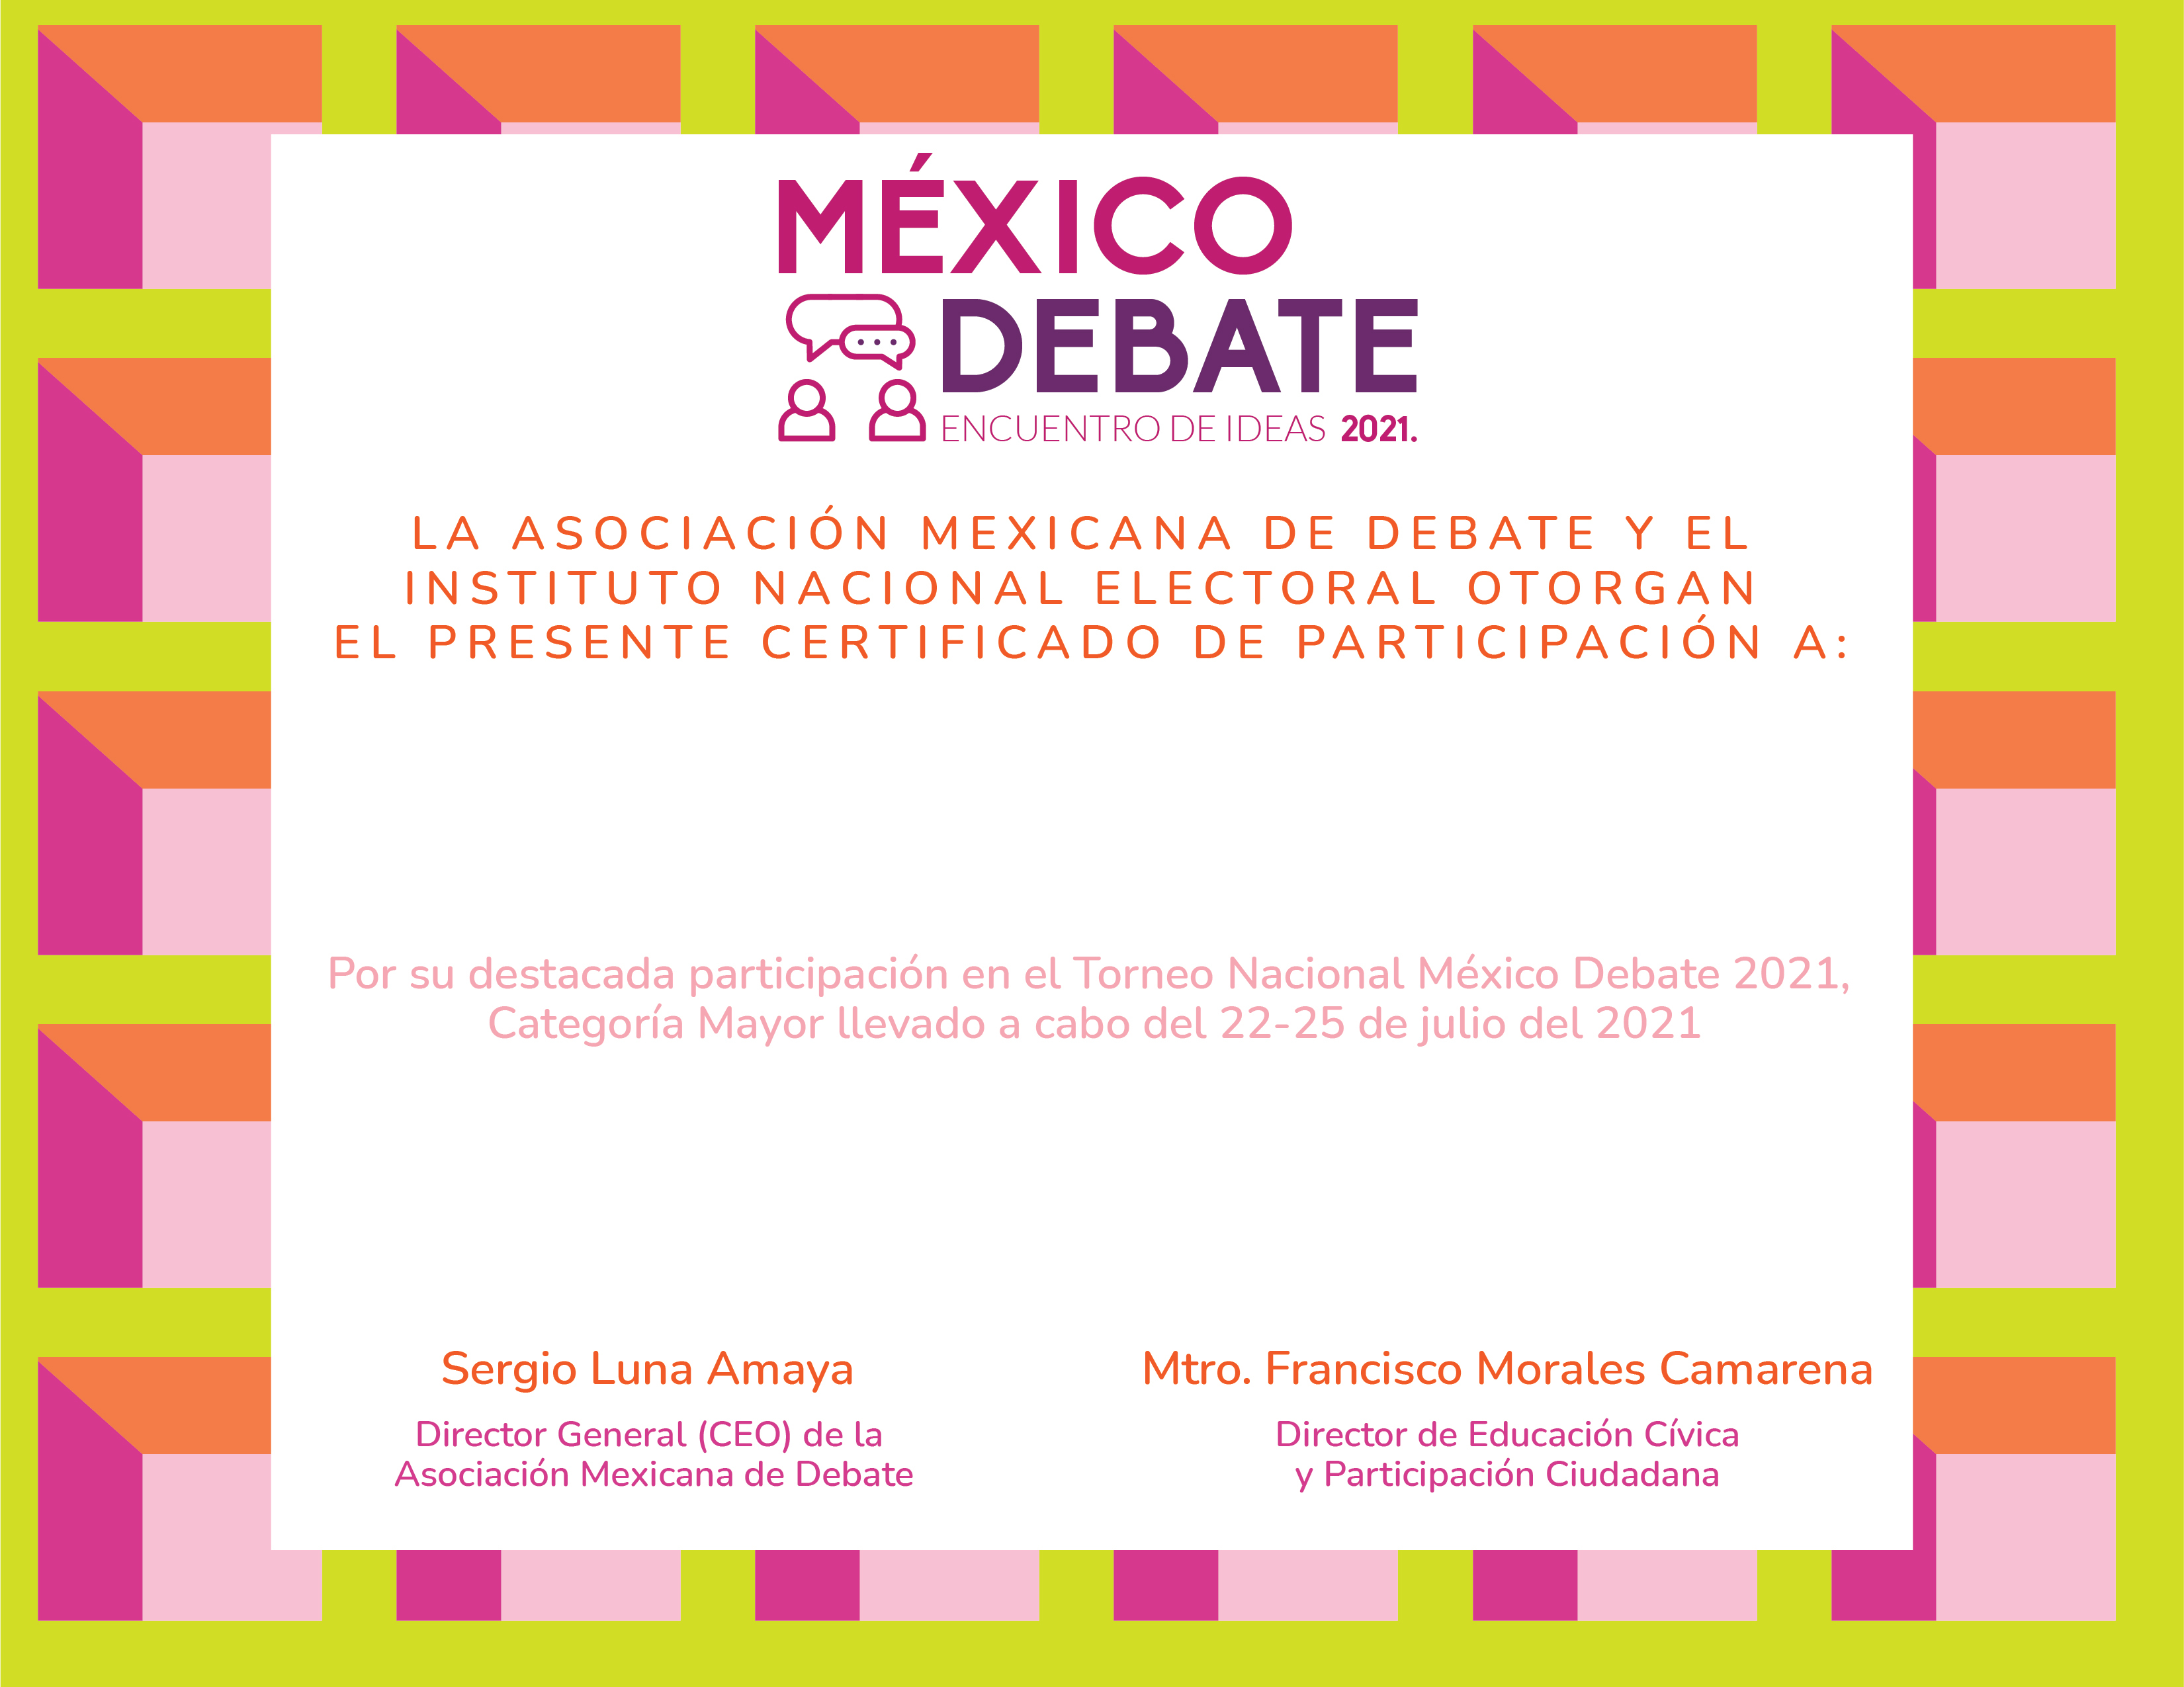 MÉXICO
DEBATE
ENCUENTRO DE IDEAS 2021.
LA ASOCIACIÓN MEXICANA DE DEBATE Y EL
INSTITUTO NACIONAL ELECTORAL OTORGAN
EL PRESENTE CERTIFICADO DE PARTICIPACIÓN A:
Por su destacada participación en el Torneo Nacional México Debate 2021,
Categoría Mayor llevado a cabo del 22-25 de julio del 2021
Sergio Luna Amaya
Director General (CEO) de la
Asociación Mexicana de Debate
Mtro. Francisco Morales Camarena
Director de Educación Cívica
y Participación Ciudadana